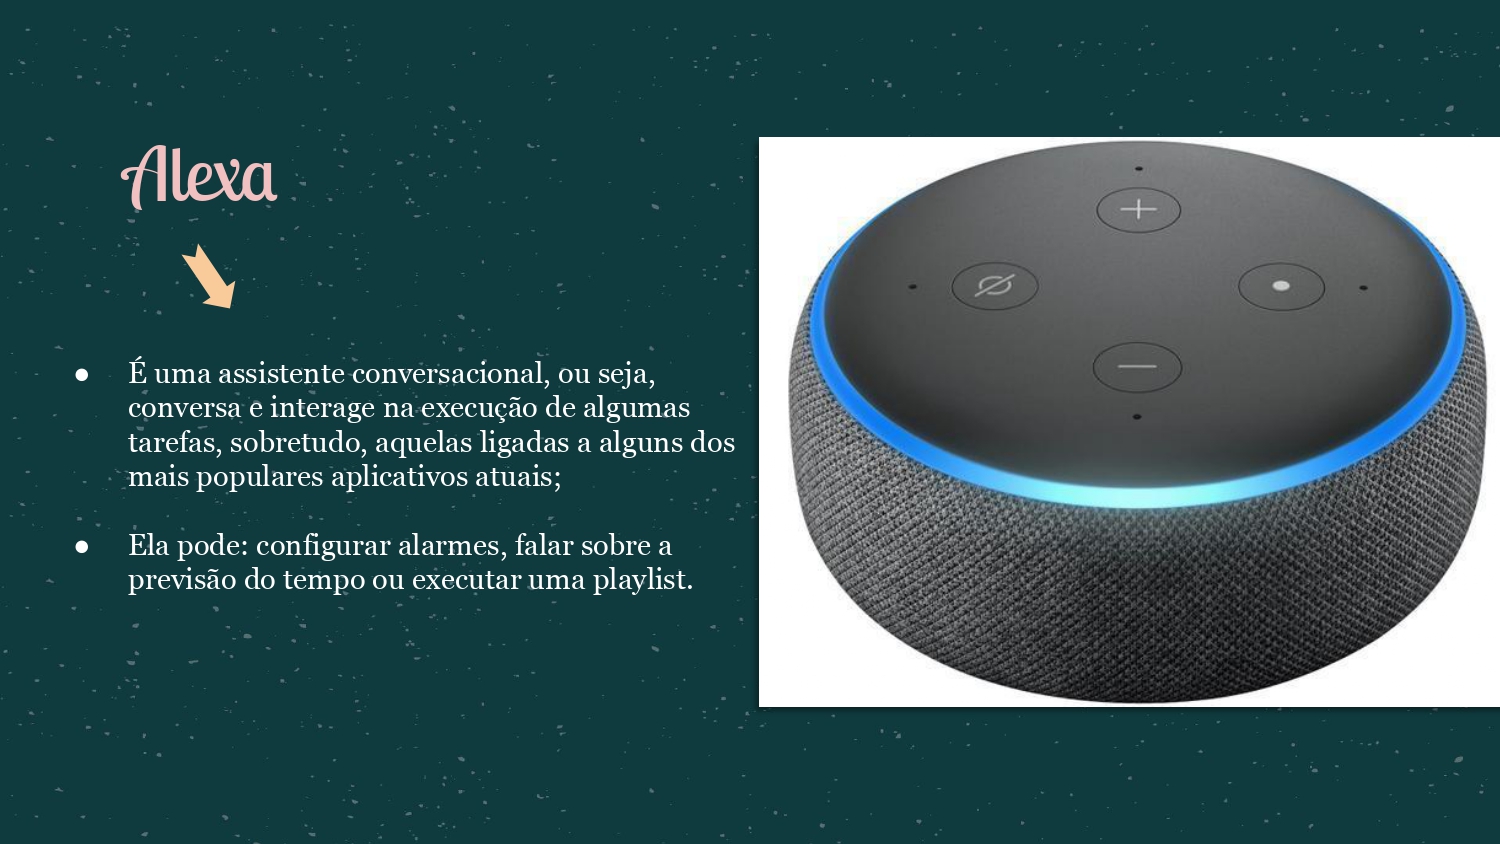 Alexa
● É uma assistente conversacional, ou seja,
conversa e interage na execução de algumas
tarefas, sobretudo, aquelas ligadas a alguns dos
mais populares aplicativos atuais;
● Ela pode: configurar alarmes, falar sobre a
previsão do tempo ou executar uma playlist.